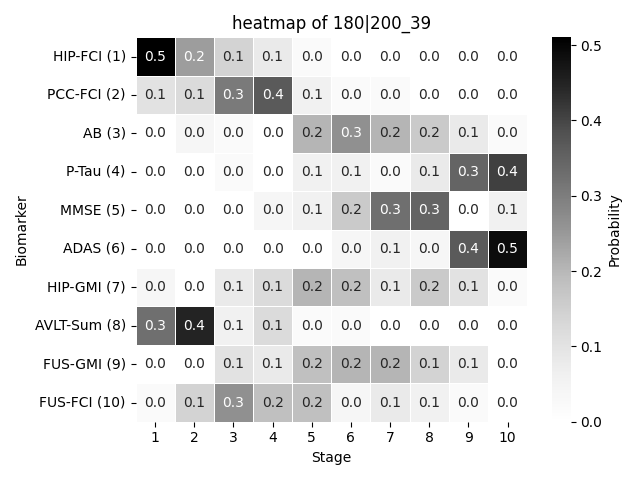 heatmap of 180|200_39
HIP-FCI (1) 0.5 0.2 0.1 0.1 0.0 0.0 0.0 0.0 0.0 0.0
PCC-FCI (2) 0.1 0.1 0.3 0.4 0.1 0.0 0.0 0.0 0.0 0.0
AB (3) 0.0 0.0 0.0 0.0 0.2 0.3 0.2 0.2 0.1 0.0
P-Tau (4) 0.0 0.0 0.0 0.0 0.1 0.1 0.0 0.1 0.3 0.4
MMSE (5) 0.0 0.0 0.0 0.0 0.1 0.2 0.3 0.3 0.0 0.1
ADAS (6) 0.0 0.0 0.0 0.0 0.0 0.0 0.1 0.0 0.4 0.5
HIP-GMI (7) 0.0 0.0 0.1 0.1 0.2 0.2 0.1 0.2 0.1 0.0
AVLT-Sum (8) 0.3 0.4 0.1 0.1 0.0 0.0 0.0 0.0 0.0 0.0
FUS-GMI (9) 0.0 0.0 0.1 0.1 0.2 0.2 0.2 0.1 0.1 0.0
FUS-FCI (10) 0.0 0.1 0.3 0.2 0.2 0.0 0.1 0.1 0.0 0.0
1 2 3 4 5 6 7 8 9 10
Stage
Biomarker
0.5
0.4
0.3
0.2
0.1
0.0
Probability